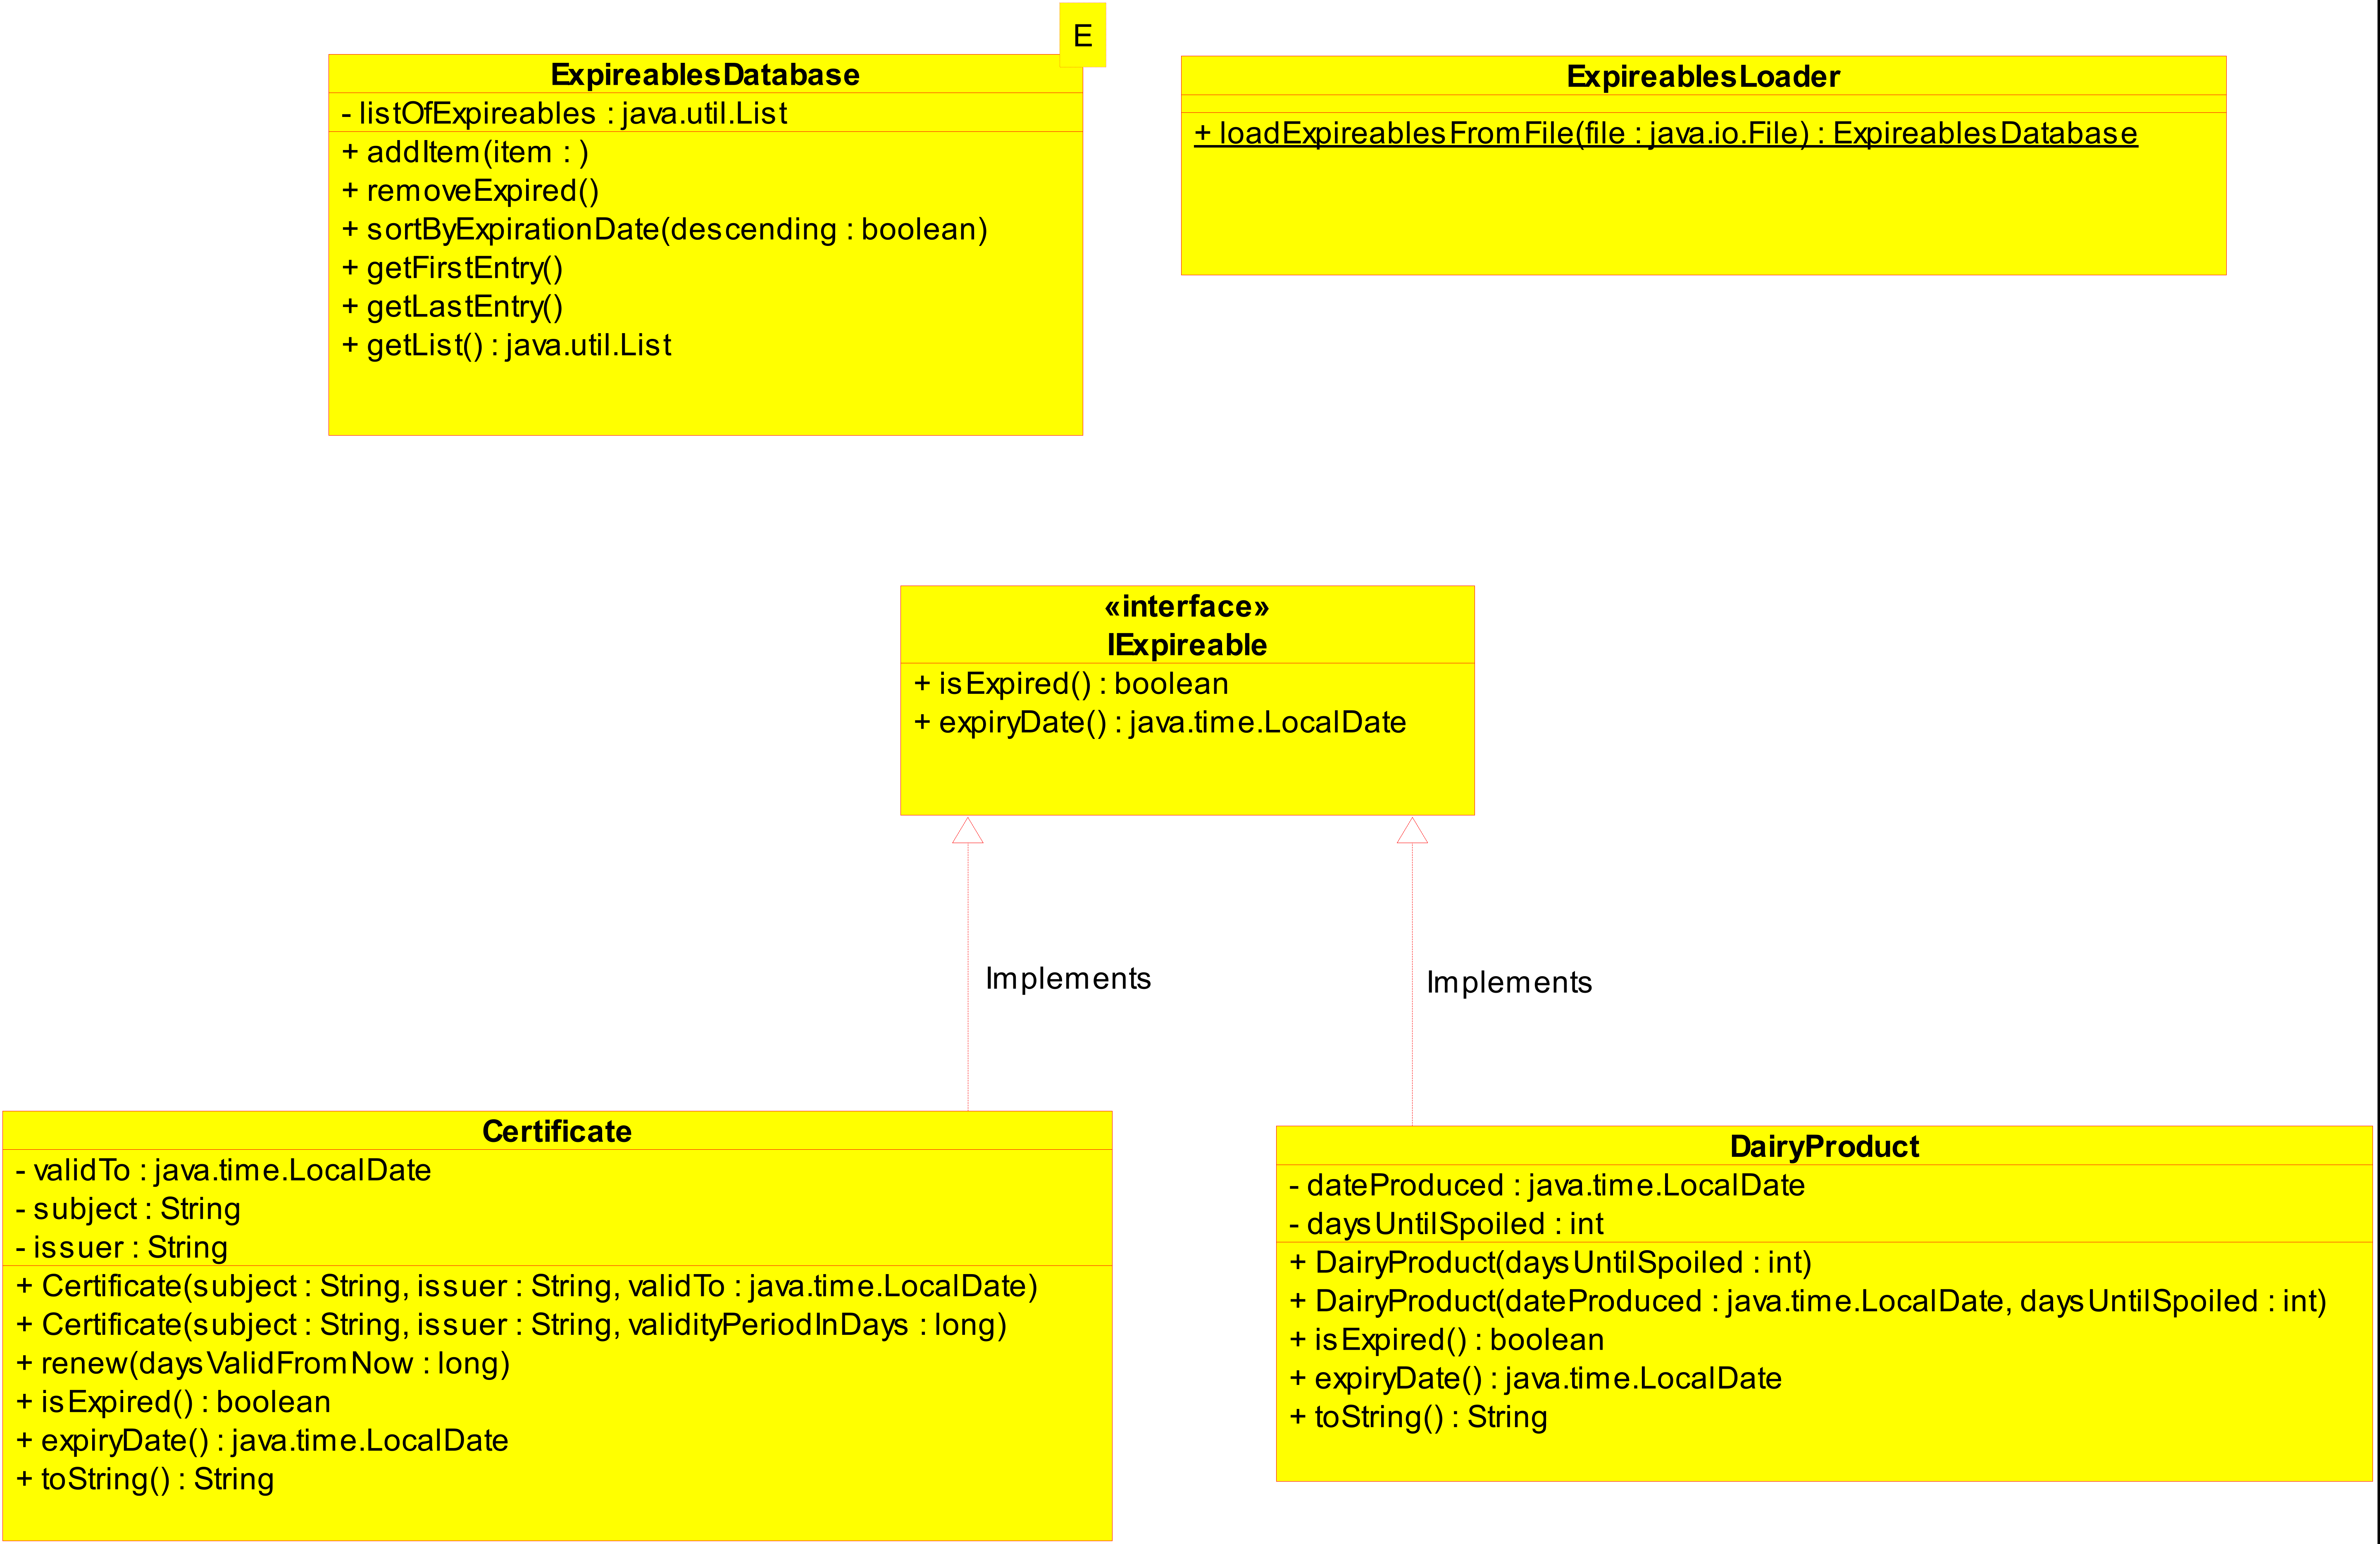 E
ExpireablesDatabase
- listOfExpireables : java.util.List
+ addItem(item : )
+ removeExpired()
+ sortByExpirationDate(descending : boolean)
+ getFirstEntry()
+ getLastEntry()
+ getList() : java.util.List
ExpireablesLoader
+ loadExpireablesFromFile(file : java.io.File) : ExpireablesDatabase
«interface»
IExpireable
+ isExpired() : boolean
+ expiryDate() : java.time.LocalDate
Implements
Implements
Certificate
- validTo : java.time.LocalDate
- subject : String
- issuer : String
+ Certificate(subject : String, issuer : String, validTo : java.time.LocalDate)
+ Certificate(subject : String, issuer : String, validityPeriodInDays : long)
+ renew(daysValidFromNow : long)
+ isExpired() : boolean
+ expiryDate() : java.time.LocalDate
+ toString() : String
DairyProduct
- dateProduced : java.time.LocalDate
- daysUntilSpoiled : int
+ DairyProduct(daysUntilSpoiled : int)
+ DairyProduct(dateProduced : java.time.LocalDate, daysUntilSpoiled : int)
+ isExpired() : boolean
+ expiryDate() : java.time.LocalDate
+ toString() : String